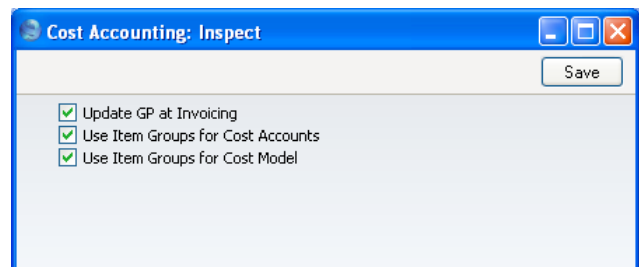 Cost Accounting: Inspect
Save
Update GP at Invoicing
Use Item Groups for Cost Accounts
Use Item Groups for Cost Model